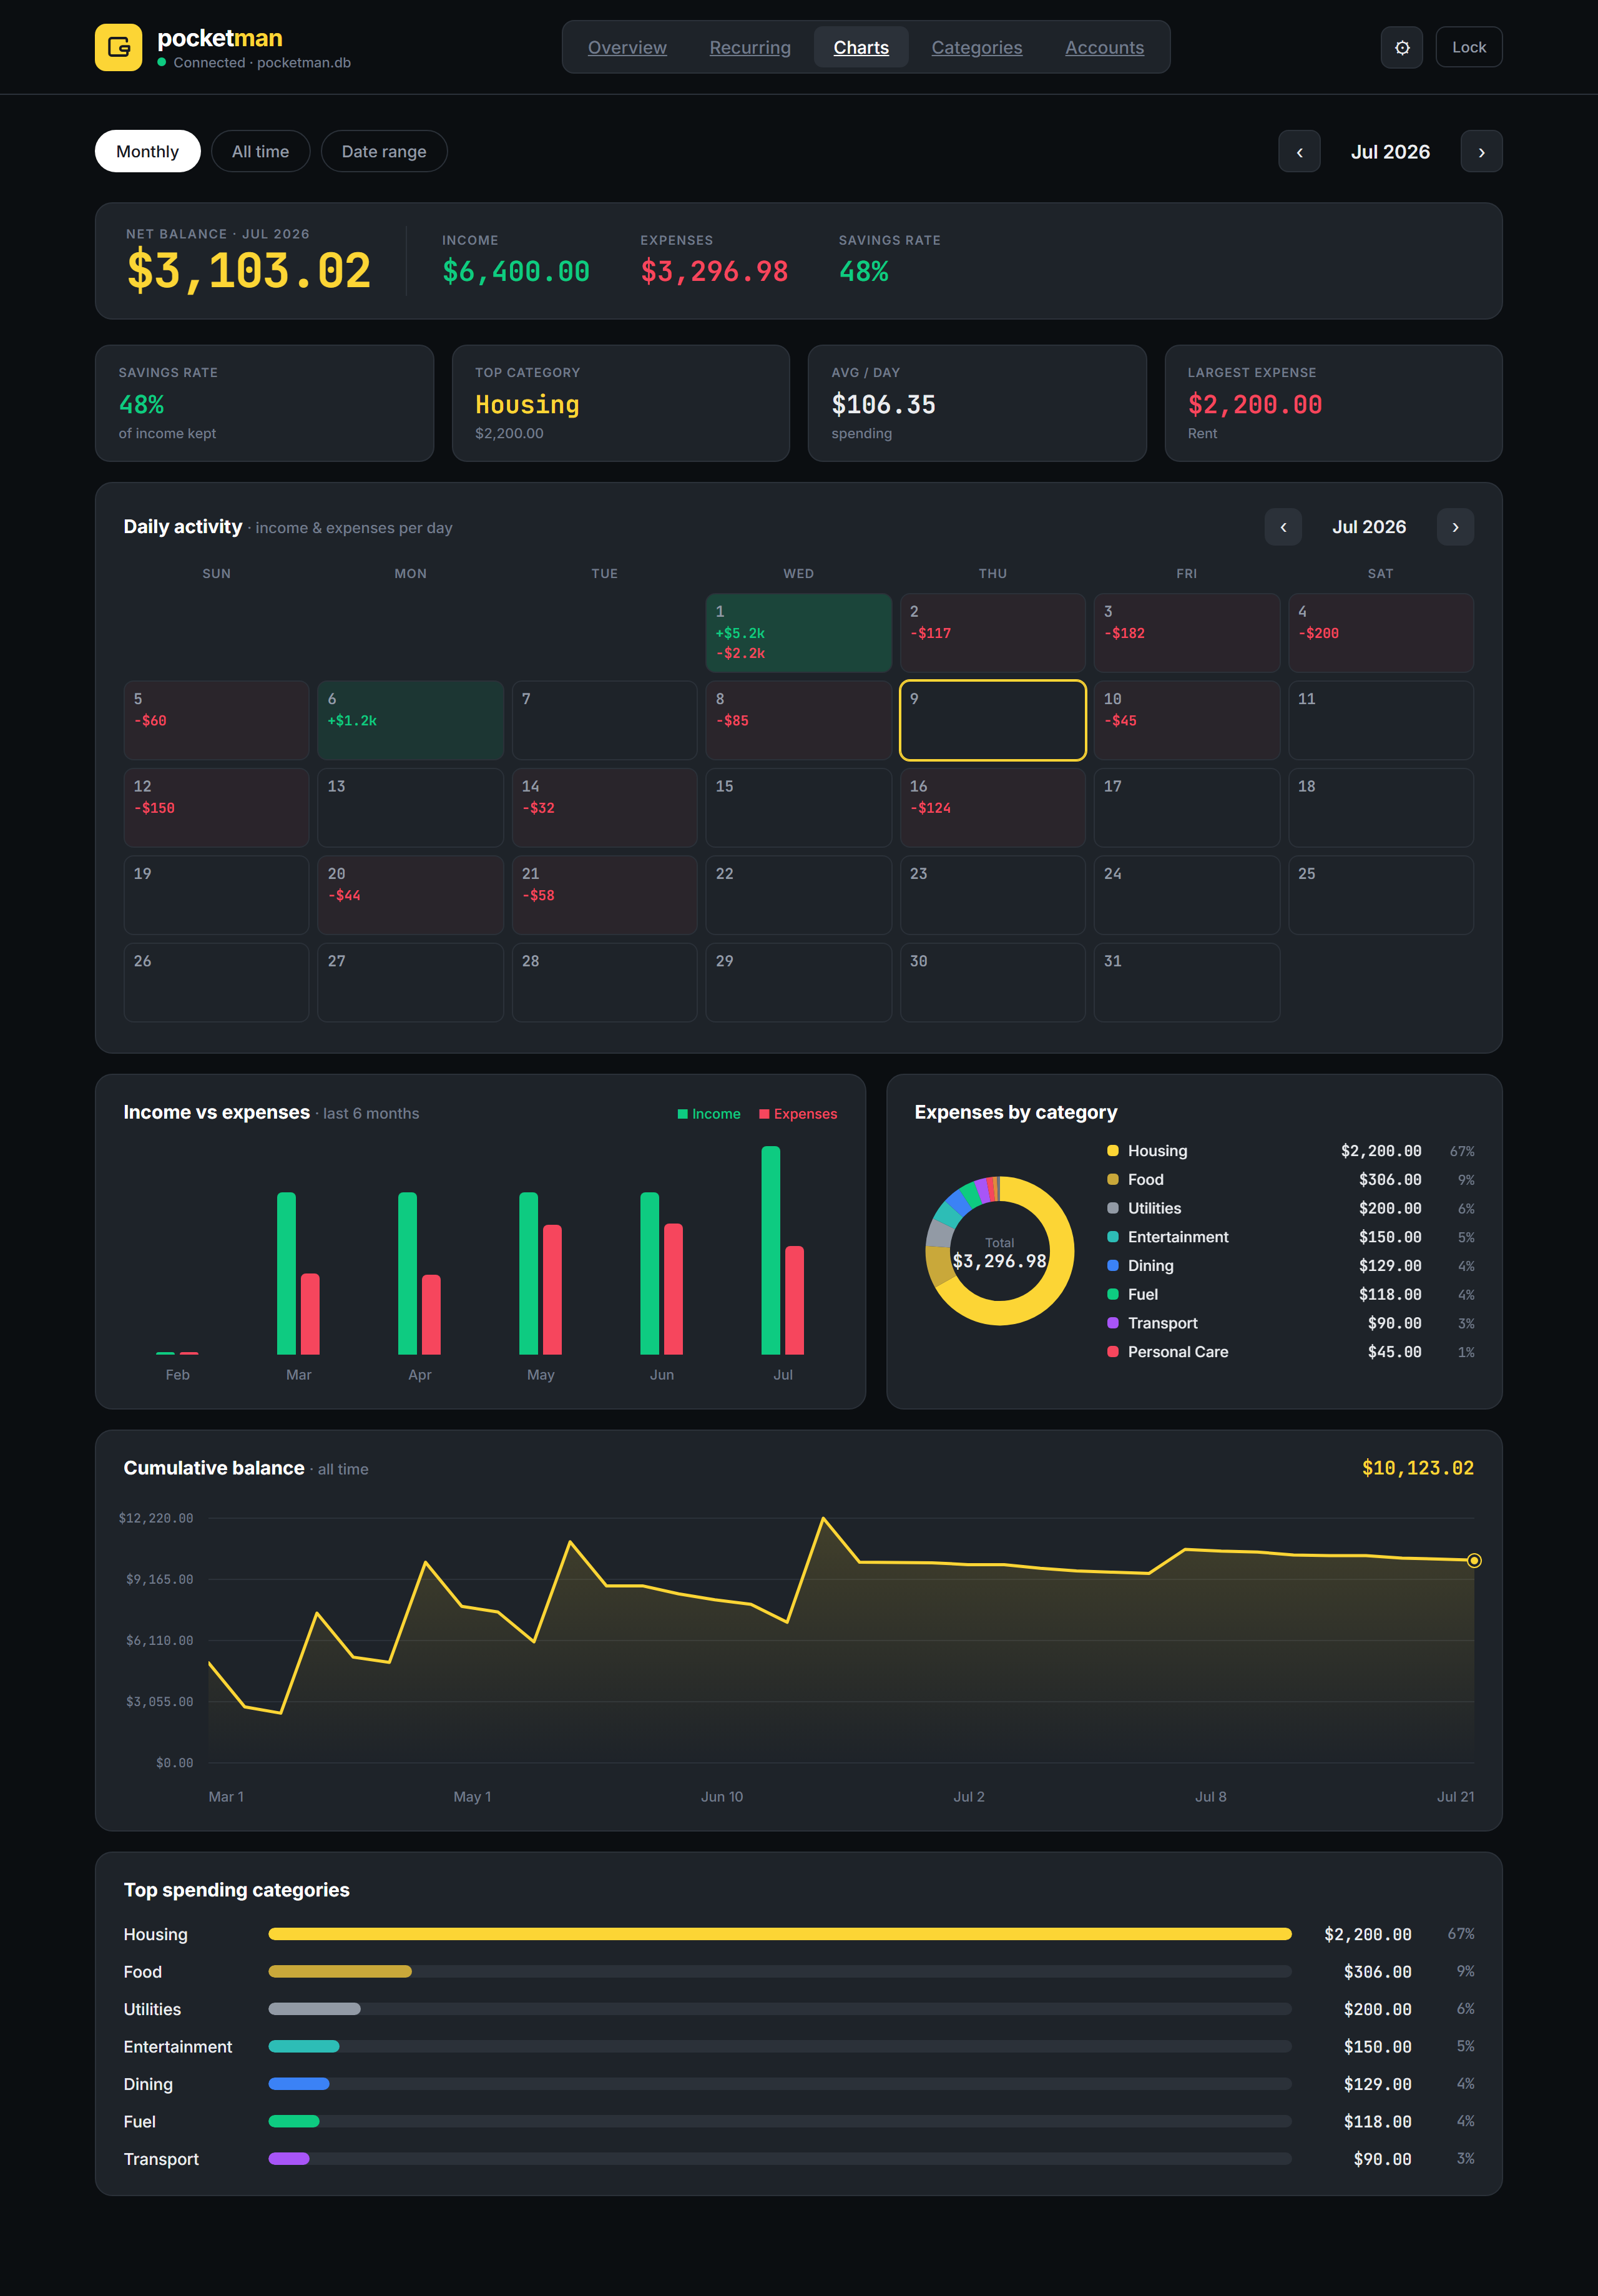 pocketman
Connected · pocketman.db
Overview Recurring Charts Categories Accounts
Lock
Monthly All time Date range
‹ Jul 2026 ›
NET BALANCE · JUL 2026
$3,103.02
INCOME
$6,400.00
EXPENSES
$3,296.98
SAVINGS RATE
48%
SAVINGS RATE
48%
of income kept
TOP CATEGORY
Housing
$2,200.00
AVG / DAY
$106.35
spending
LARGEST EXPENSE
$2,200.00
Rent
Daily activity · income & expenses per day
‹ Jul 2026 ›
SUN MON TUE WED THU FRI SAT
1 2 3 4
+$5.2k -$117 -$182 -$200
-$2.2k
5 6 7 8 9 10 11
-$60 +$1.2k -$85 -$45
12 13 14 15 16 17 18
-$150 -$32 -$124
19 20 21 22 23 24 25
-$44 -$58
26 27 28 29 30 31
Income vs expenses · last 6 months
Income Expenses
Feb Mar Apr May Jun Jul
Expenses by category
Total
$3,296.98
Housing $2,200.00 67%
Food $306.00 9%
Utilities $200.00 6%
Entertainment $150.00 5%
Dining $129.00 4%
Fuel $118.00 4%
Transport $90.00 3%
Personal Care $45.00 1%
Cumulative balance · all time
$10,123.02
$12,220.00
$9,165.00
$6,110.00
$3,055.00
$0.00
Mar 1 May 1 Jun 10 Jul 2 Jul 8 Jul 21
Top spending categories
Housing $2,200.00 67%
Food $306.00 9%
Utilities $200.00 6%
Entertainment $150.00 5%
Dining $129.00 4%
Fuel $118.00 4%
Transport $90.00 3%